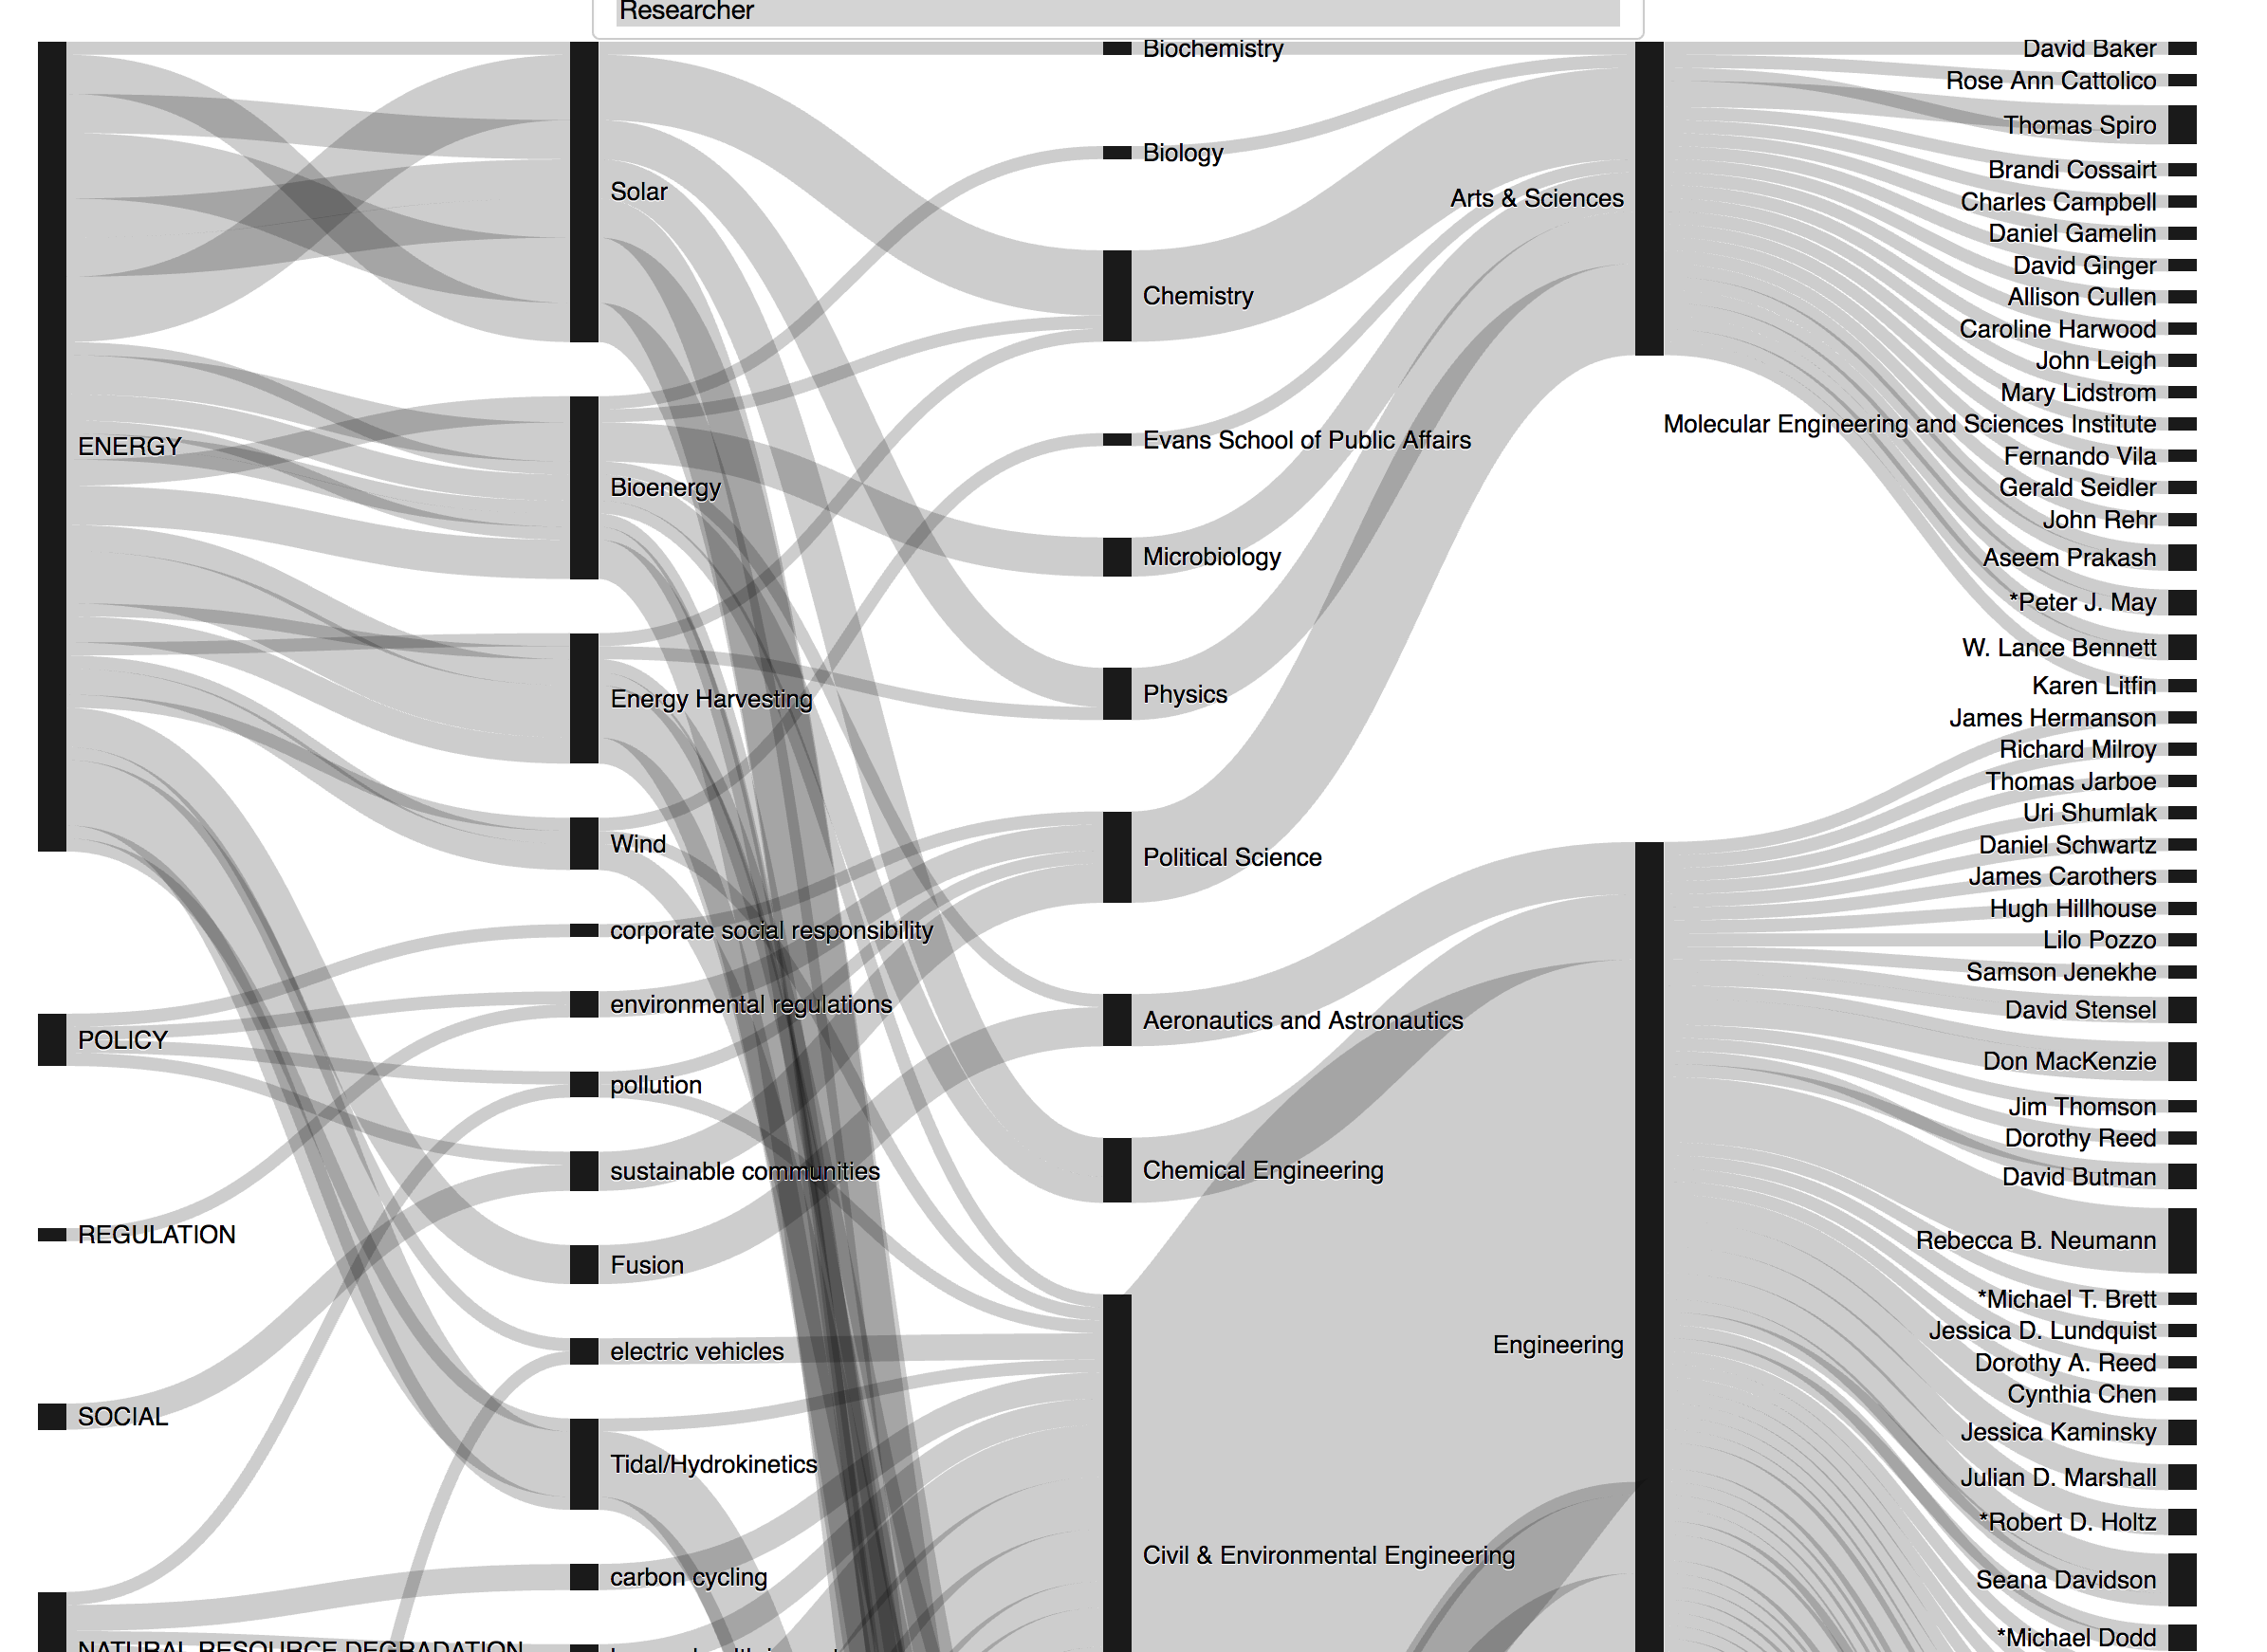 Researcher
ENERGY
POLICY
REGULATION
SOCIAL
NATURAL RESOURCE DEGRADATION
Solar
Bioenergy
Energy Harvesting
Wind
corporate social responsibility
environmental regulations
pollution
sustainable communities
Fusion
electric vehicles
Tidal/Hydrokinetics
carbon cycling
Biochemistry
Biology
Chemistry
Evans School of Public Affairs
Microbiology
Physics
Political Science
Aeronautics and Astronautics
Chemical Engineering
Civil & Environmental Engineering
Arts & Sciences
Engineering
David Baker
Rose Ann Cattolico
Thomas Spiro
Brandi Cossairt
Charles Campbell
Daniel Gamelin
David Ginger
Allison Cullen
Caroline Harwood
John Leigh
Mary Lidstrom
Molecular Engineering and Sciences Institute
Fernando Vila
Gerald Seidler
John Rehr
Aseem Prakash
*Peter J. May
W. Lance Bennett
Karen Litfin
James Hermanson
Richard Milroy
Thomas Jarboe
Uri Shumlak
Daniel Schwartz
James Carothers
Hugh Hillhouse
Lilo Pozzo
Samson Jenekhe
David Stensel
Don MacKenzie
Jim Thomson
Dorothy Reed
David Butman
Rebecca B. Neumann
*Michael T. Brett
Jessica D. Lundquist
Dorothy A. Reed
Cynthia Chen
Jessica Kaminsky
Julian D. Marshall
*Robert D. Holtz
Seana Davidson
*Michael Dodd